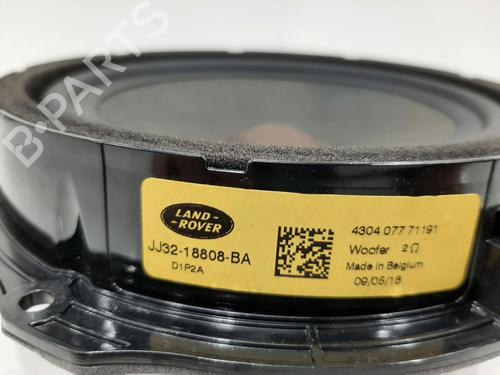 B-PARTS
LAND-
-ROVER
JJ32-18808-BA
D1P2A
4304 077 71191
Woofer 2Ω
Made in Belgium
09/05/18